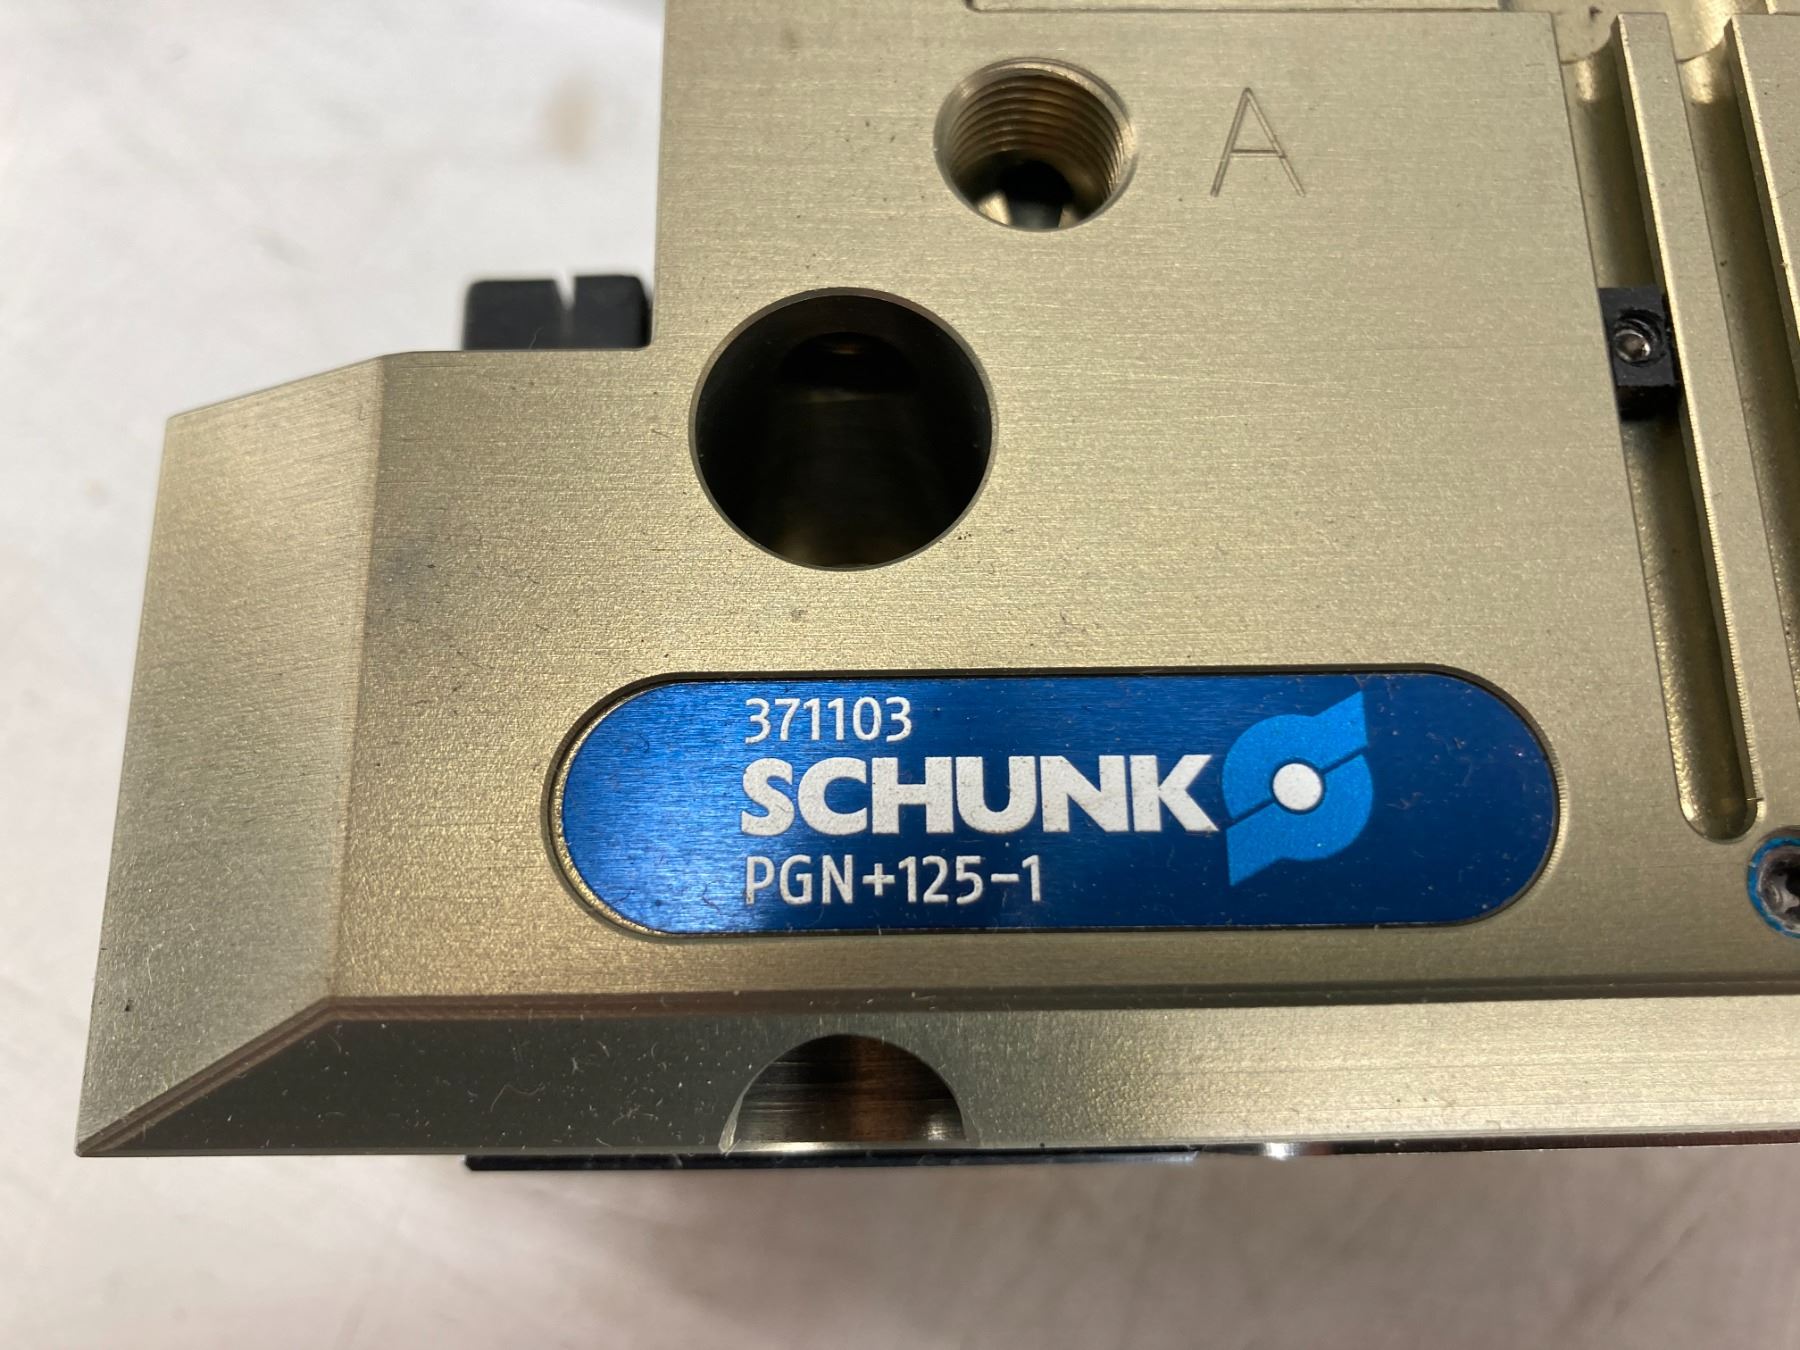 A
371103
SCHUNK
PGN+125-1